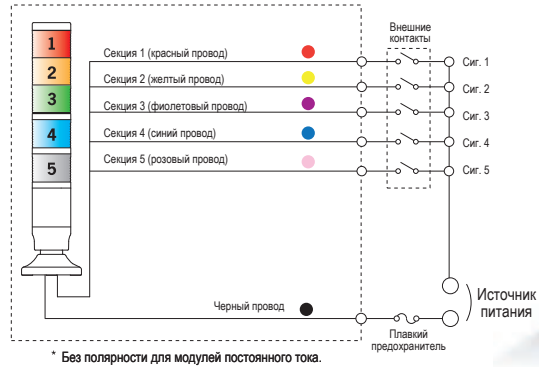 Внешние
контакты
1
2
3
4
5
Секция 1 (красный провод)
Сиг. 1
Секция 2 (желтый провод)
Сиг. 2
Секция 3 (фиолетовый провод)
Сиг. 3
Секция 4 (синий провод)
Сиг. 4
Секция 5 (розовый провод)
Сиг. 5
Черный провод
Источник
питания
Плавкий
предохранитель
* Без полярности для модулей постоянного тока.